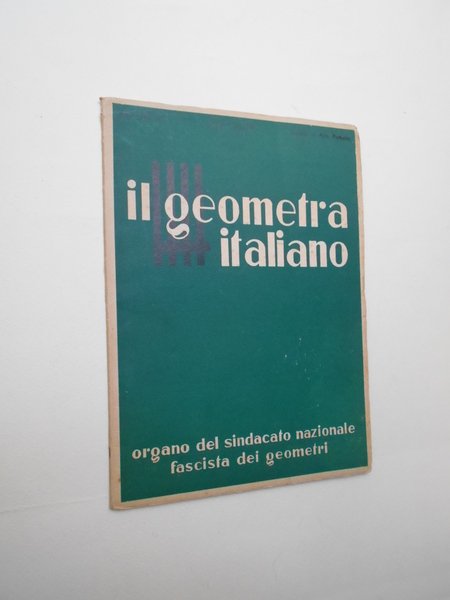 il geometra
italiano
organo del sindacato nazionale
fascista dei geometri